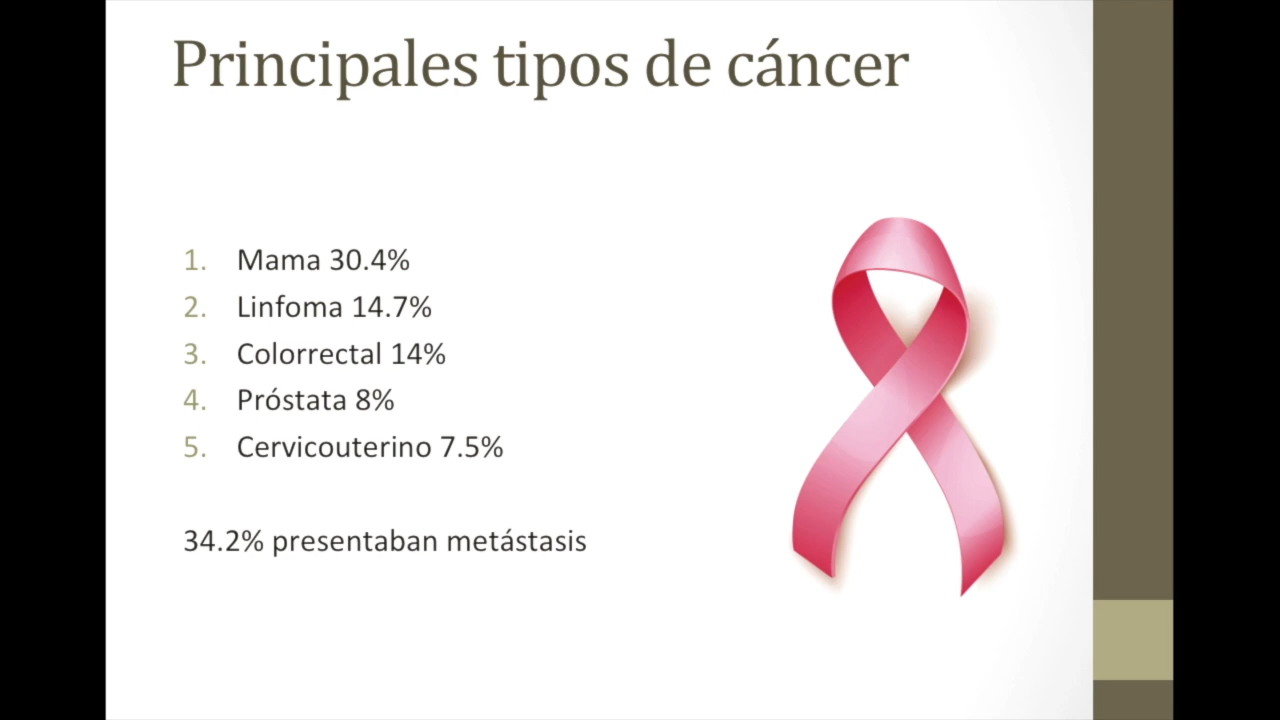 Principales tipos de cáncer
1. Mama 30.4%
2. Linfoma 14.7%
3. Colorrectal 14%
4. Próstata 8%
5. Cervicouterino 7.5%
34.2% presentaban metástasis